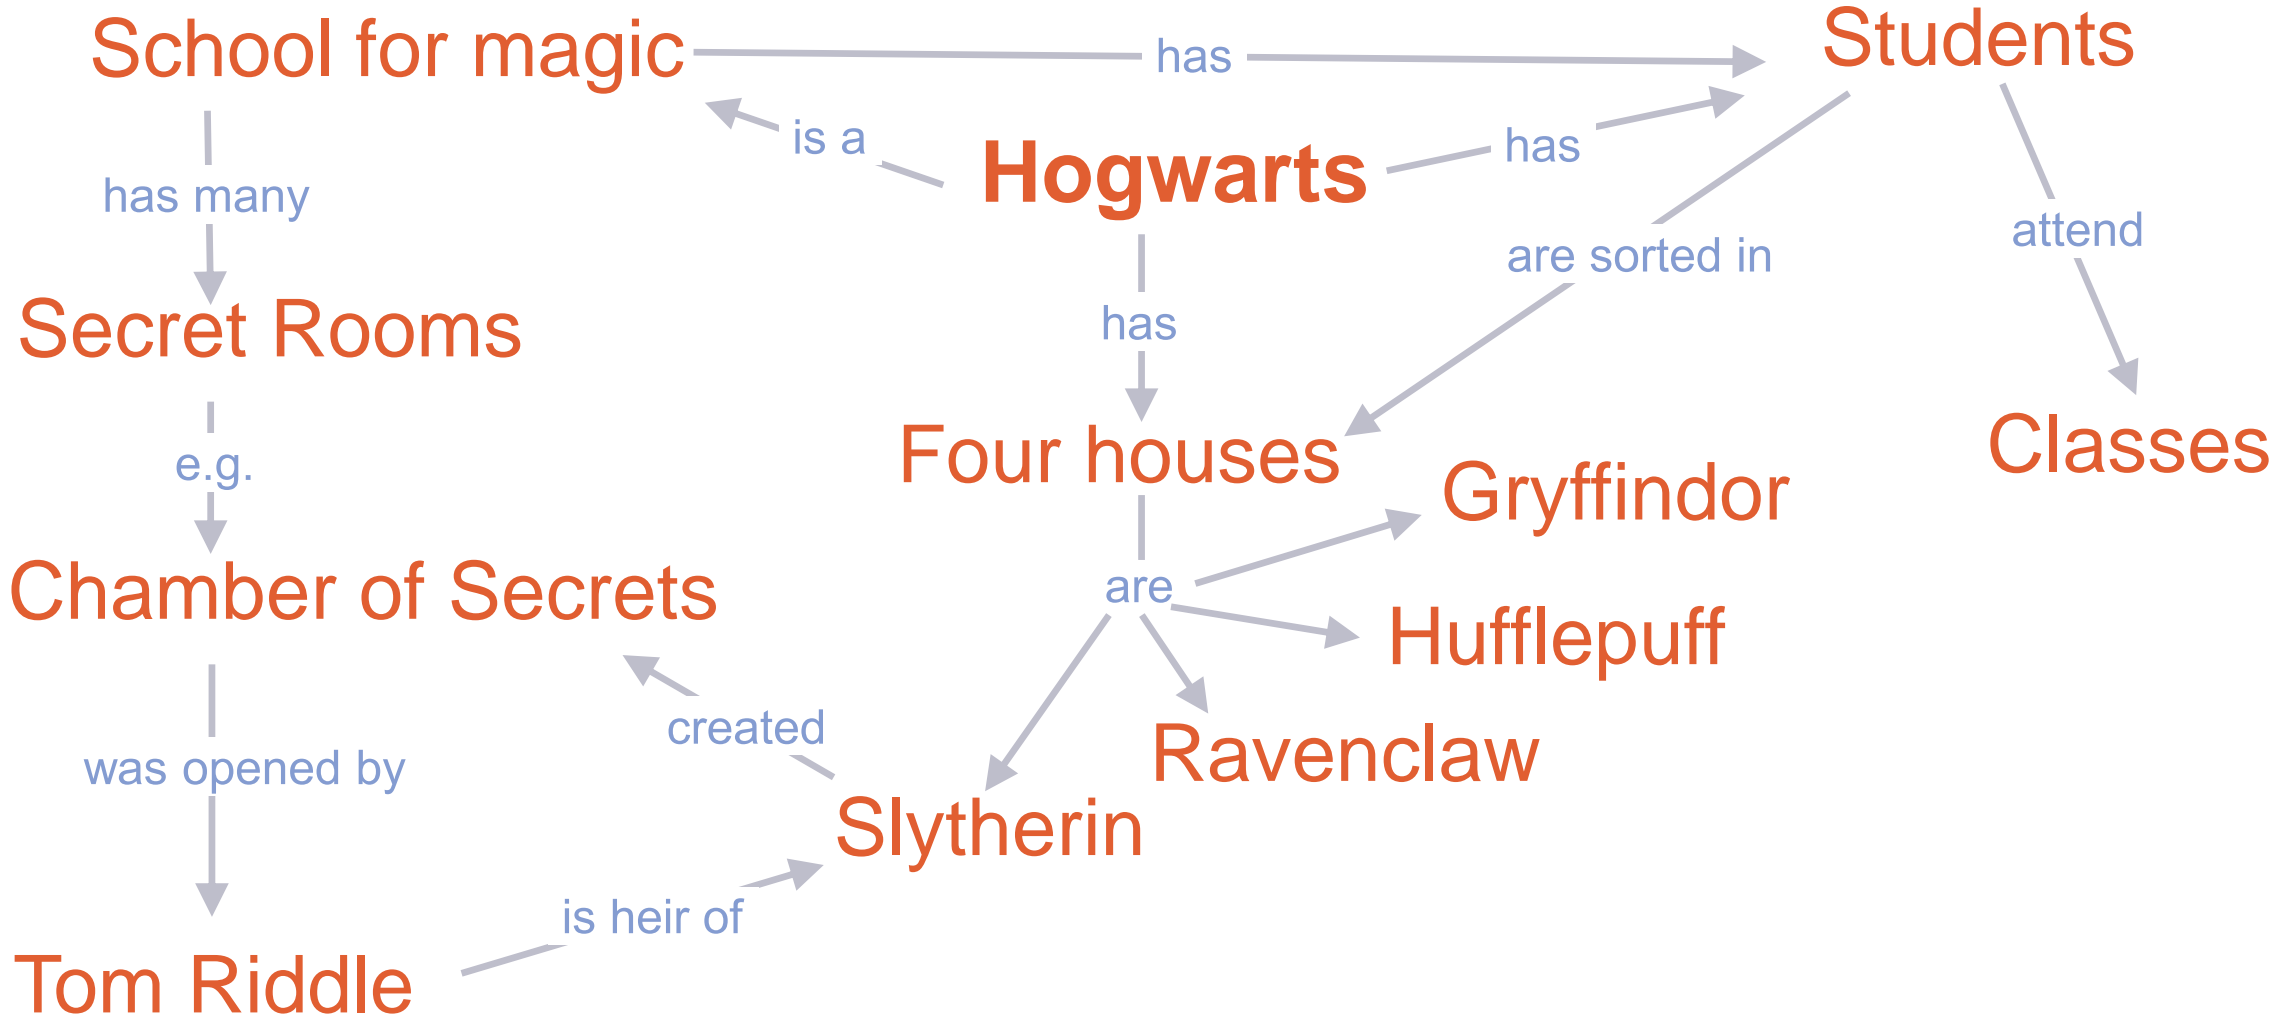 School for magic
has
Students
is a
Hogwarts
has
has many
are sorted in
attend
Secret Rooms
has
e.g.
Four houses
Classes
Gryffindor
Chamber of Secrets
are
Hufflepuff
created
Ravenclaw
was opened by
Slytherin
is heir of
Tom Riddle